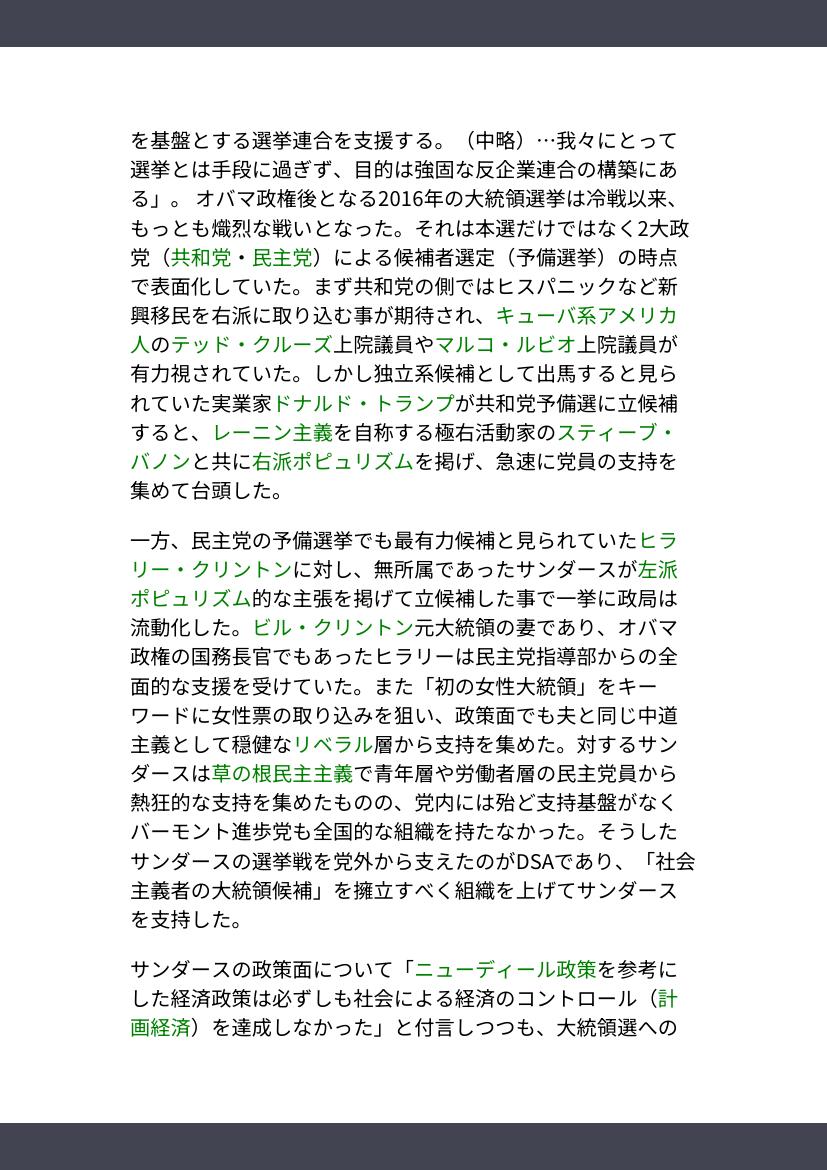 を基盤とする選挙連合を支援する。（中略）…我々にとって
選挙とは手段に過ぎず、目的は強固な反企業連合の構築にあ
る」。 オバマ政権後となる2016年の大統領選挙は冷戦以来、
もっとも熾烈な戦いとなった。それは本選だけではなく2大政
党（共和党・民主党）による候補者選定（予備選挙）の時点
で表面化していた。まず共和党の側ではヒスパニックなど新
興移民を右派に取り込む事が期待され、キューバ系アメリカ
人のテッド・クルーズ上院議員やマルコ・ルビオ上院議員が
有力視されていた。しかし独立系候補として出馬すると見ら
れていた実業家ドナルド・トランプが共和党予備選に立候補
すると、レーニン主義を自称する極右活動家のスティーブ・
バノンと共に右派ポピュリズムを掲げ、急速に党員の支持を
集めて台頭した。
一方、民主党の予備選挙でも最有力候補と見られていたヒラ
リー・クリントンに対し、無所属であったサンダースが左派
ポピュリズム的な主張を掲げて立候補した事で一挙に政局は
流動化した。ビル・クリントン元大統領の妻であり、オバマ
政権の国務長官でもあったヒラリーは民主党指導部からの全
面的な支援を受けていた。また「初の女性大統領」をキー
ワードに女性票の取り込みを狙い、政策面でも夫と同じ中道
主義として穏健なリベラル層から支持を集めた。対するサン
ダースは草の根民主主義で青年層や労働者層の民主党員から
熱狂的な支持を集めたものの、党内には殆ど支持基盤がなく
バーモント進歩党も全国的な組織を持たなかった。そうした
サンダースの選挙戦を党外から支えたのがDSAであり、「社会
主義者の大統領候補」を擁立すべく組織を上げてサンダース
を支持した。
サンダースの政策面について「ニューディール政策を参考に
した経済政策は必ずしも社会による経済のコントロール（計
画経済）を達成しなかった」と付言しつつも、大統領選への